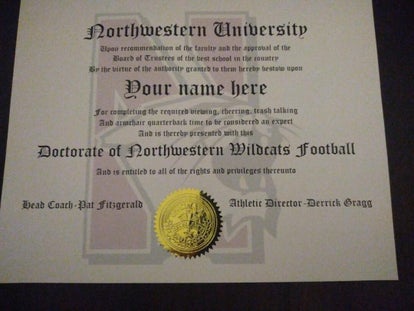 Northwestern University
Upon recommendation of the faculty and the approval of the
Board of Trustees of the best school in the country
By the virtue of the authority granted to them hereby bestow upon
Your name here
For completing the required viewing, cheering, trash talking
And armchair quarterback time to be considered an expect
And is thereby presented with this
Doctorate of Northwestern Wildcats Football
And is entitled to all of the rights and privileges thereunto
Head Coach-Pat Fitzgerald
Athletic Director-Derrick Gragg